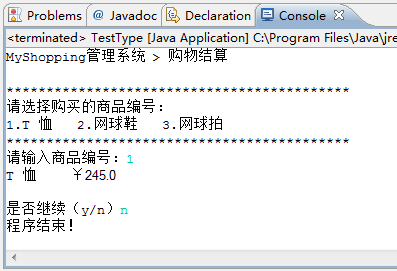 Problems @ Javadoc Declaration Console
<terminated> TestType [Java Application] C:\Program Files\Java\jre
MyShopping管理系统 > 购物结算
******************************************
请选择购买的商品编号：
1.T 恤 2.网球鞋 3.网球拍
******************************************
请输入商品编号：1
T 恤 ￥245.0
是否继续（y/n）n
程序结束！